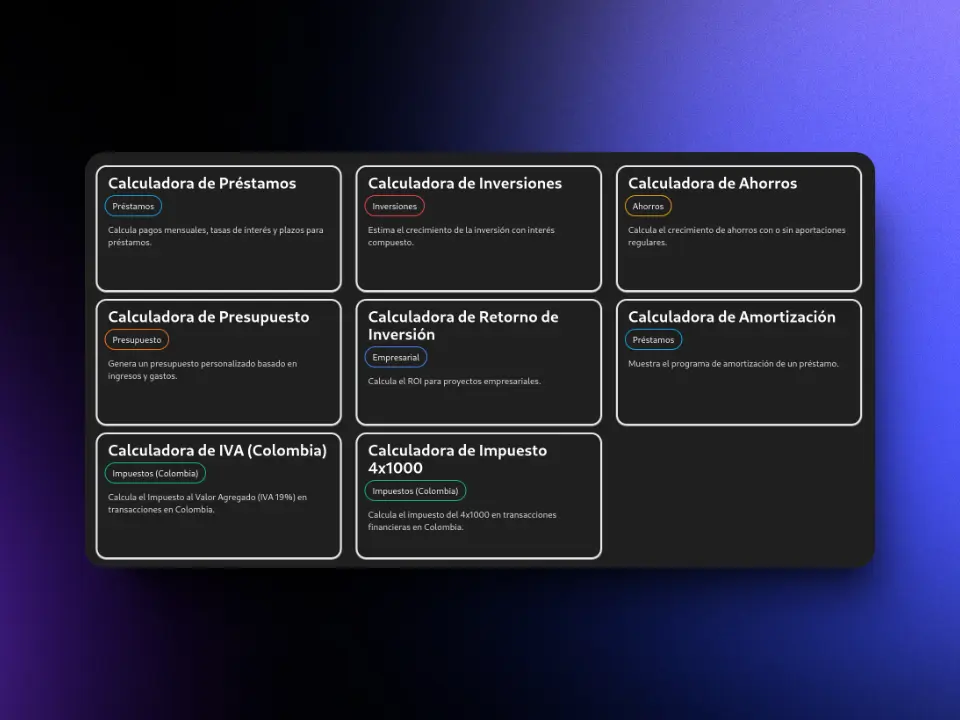 Calculadora de Préstamos
Préstamos
Calcula pagos mensuales, tasas de interés y plazos para
préstamos.
Calculadora de Inversiones
Inversiones
Estima el crecimiento de la inversión con interés
compuesto.
Calculadora de Ahorros
Ahorros
Calcula el crecimiento de ahorros con o sin aportaciones
regulares.
Calculadora de Presupuesto
Presupuesto
Genera un presupuesto personalizado basado en
ingresos y gastos.
Calculadora de Retorno de
Inversión
Empresarial
Calcula el ROI para proyectos empresariales.
Calculadora de Amortización
Préstamos
Muestra el programa de amortización de un préstamo.
Calculadora de IVA (Colombia)
Impuestos (Colombia)
Calcula el Impuesto al Valor Agregado (IVA 19%) en
transacciones en Colombia.
Calculadora de Impuesto
4x1000
Impuestos (Colombia)
Calcula el impuesto del 4x1000 en transacciones
financieras en Colombia.